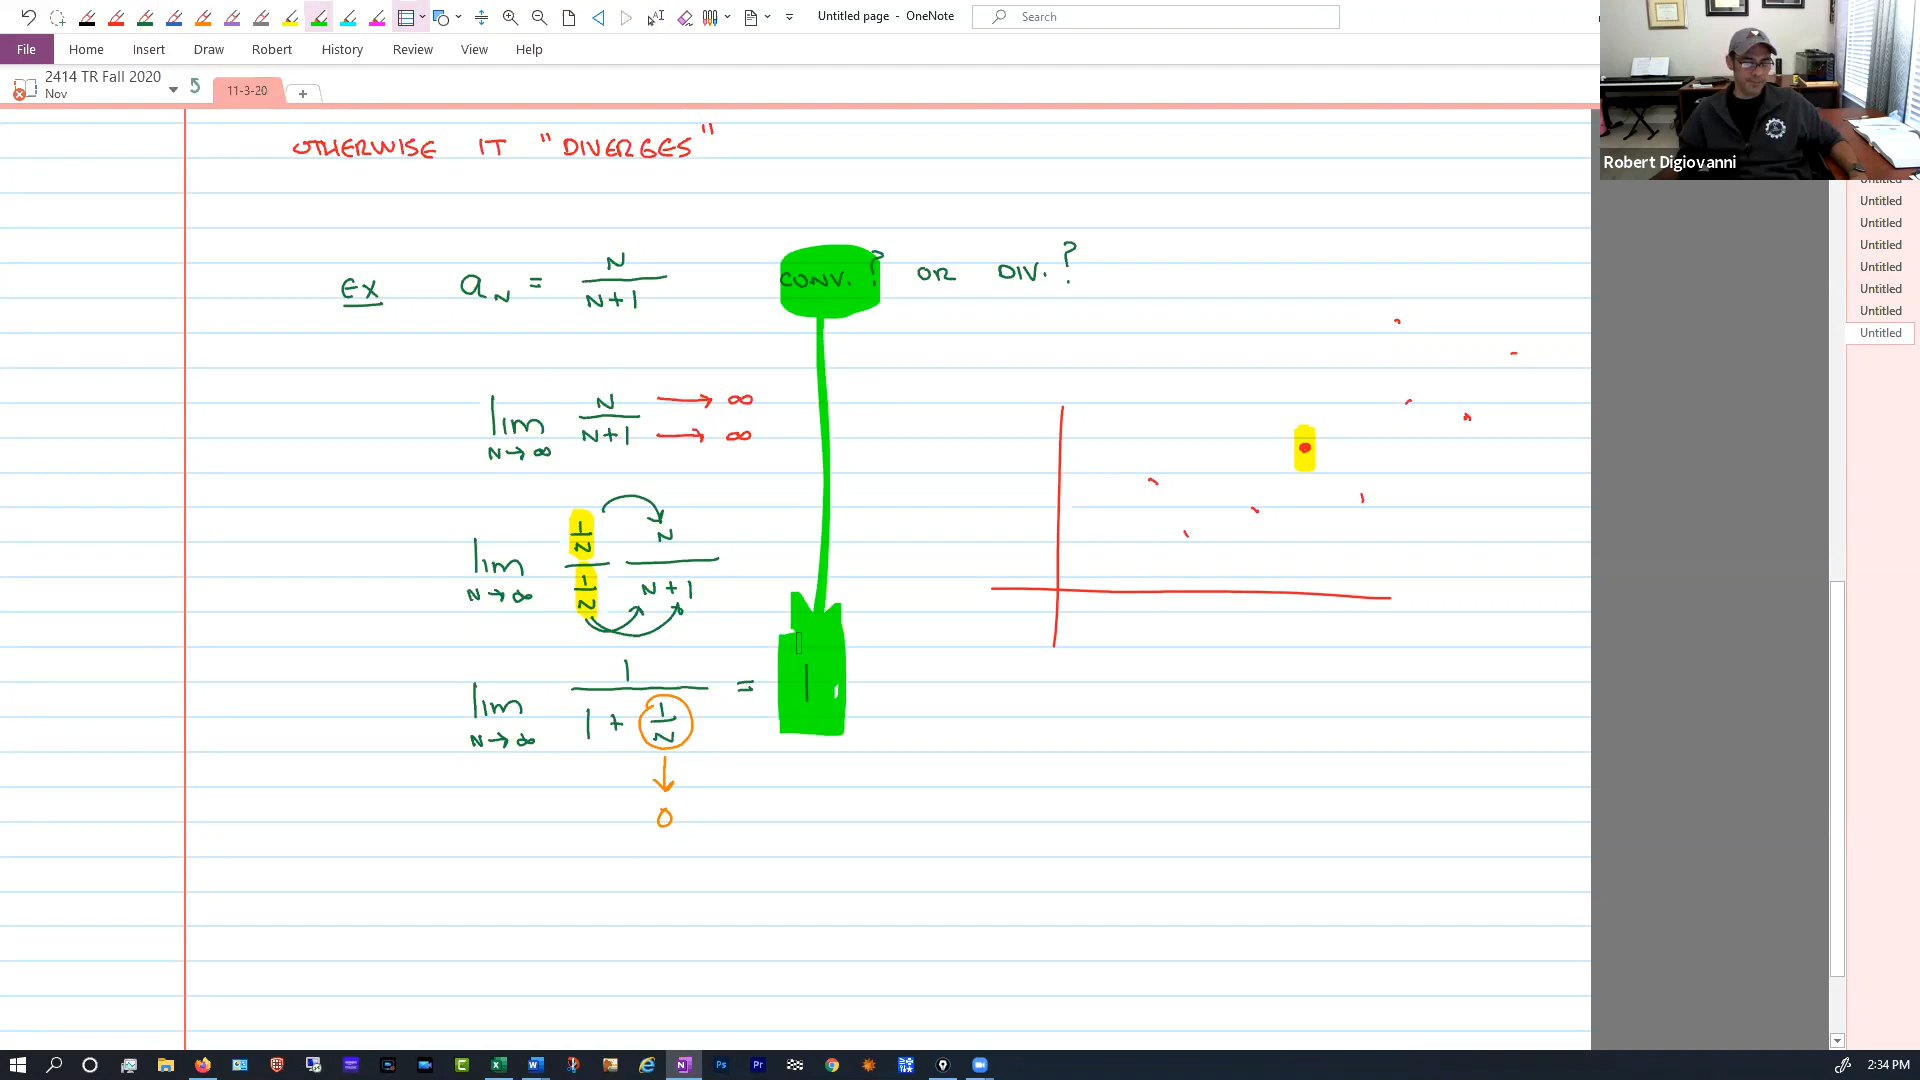 Untitled page - OneNote
Search
File Home Insert Draw Robert History Review View Help
2414 TR Fall 2020
Nov
11-3-20
Robert Digiovanni
Untitled
Untitled
Untitled
Untitled
Untitled
Untitled
Untitled
Untitled
OTHERWISE IT "DIVERGES"
EX a_N = N/(N+1) CONV.? OR DIV.?
lim N→∞ N/(N+1) → ∞ → ∞
lim N→∞ (1/N)/(1/N) N/(N+1)
lim N→∞ 1/(1 + 1/N) = 1
↓
0
2:34 PM